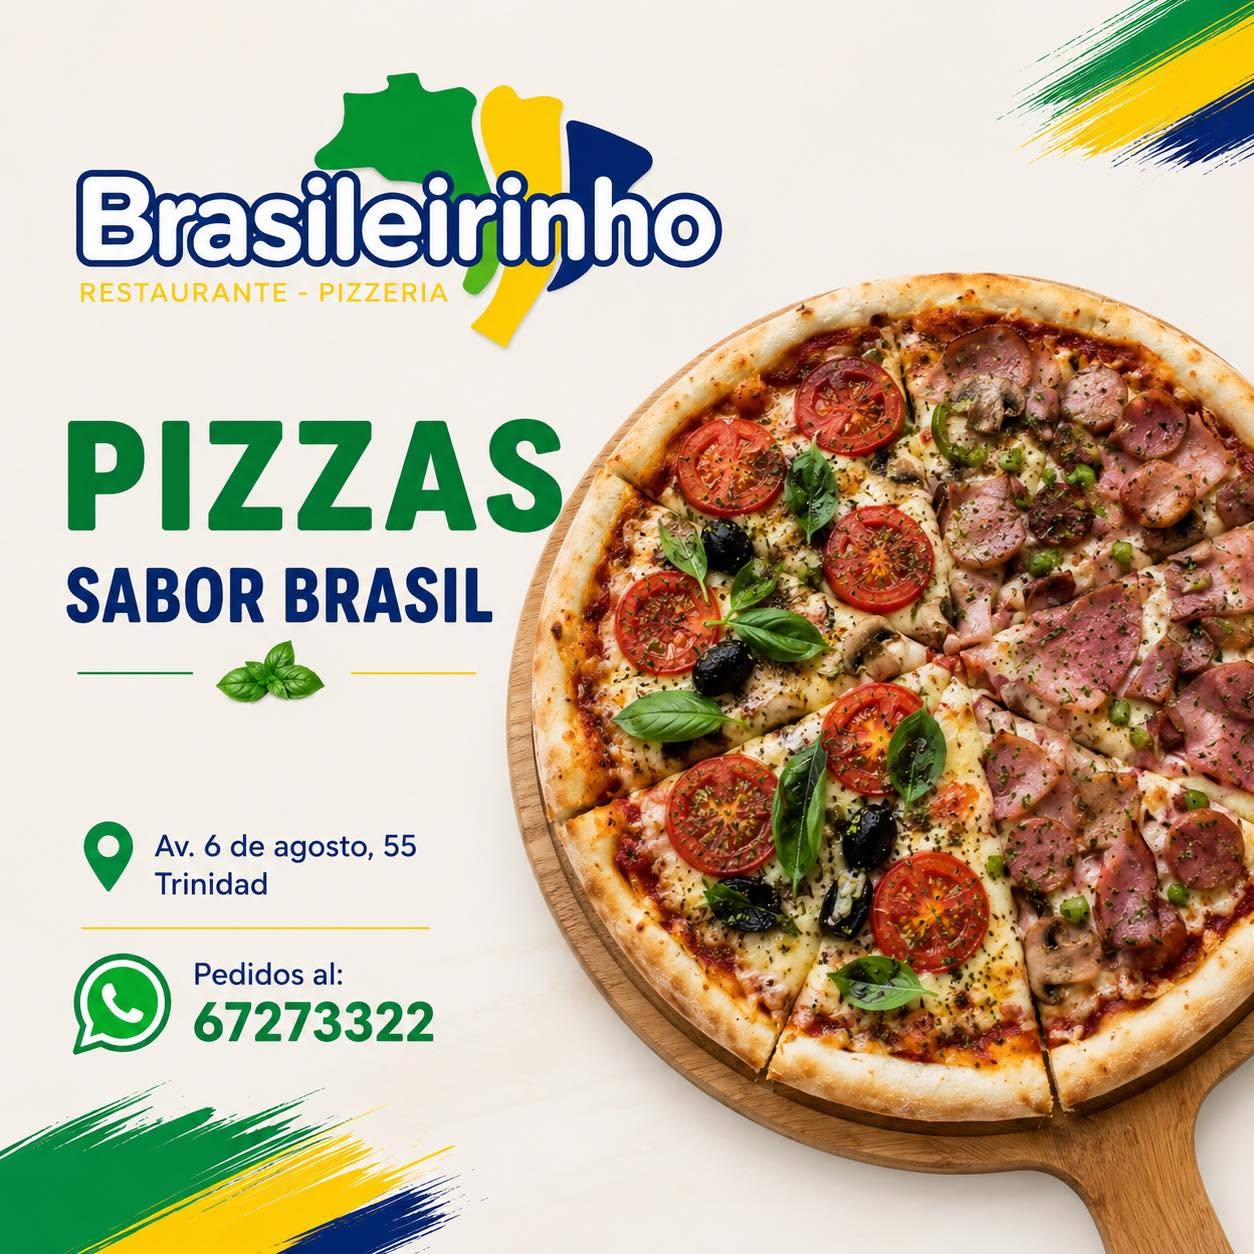 Brasileirinho
RESTAURANTE - PIZZERIA
PIZZAS
SABOR BRASIL
Av. 6 de agosto, 55
Trinidad
Pedidos al:
67273322